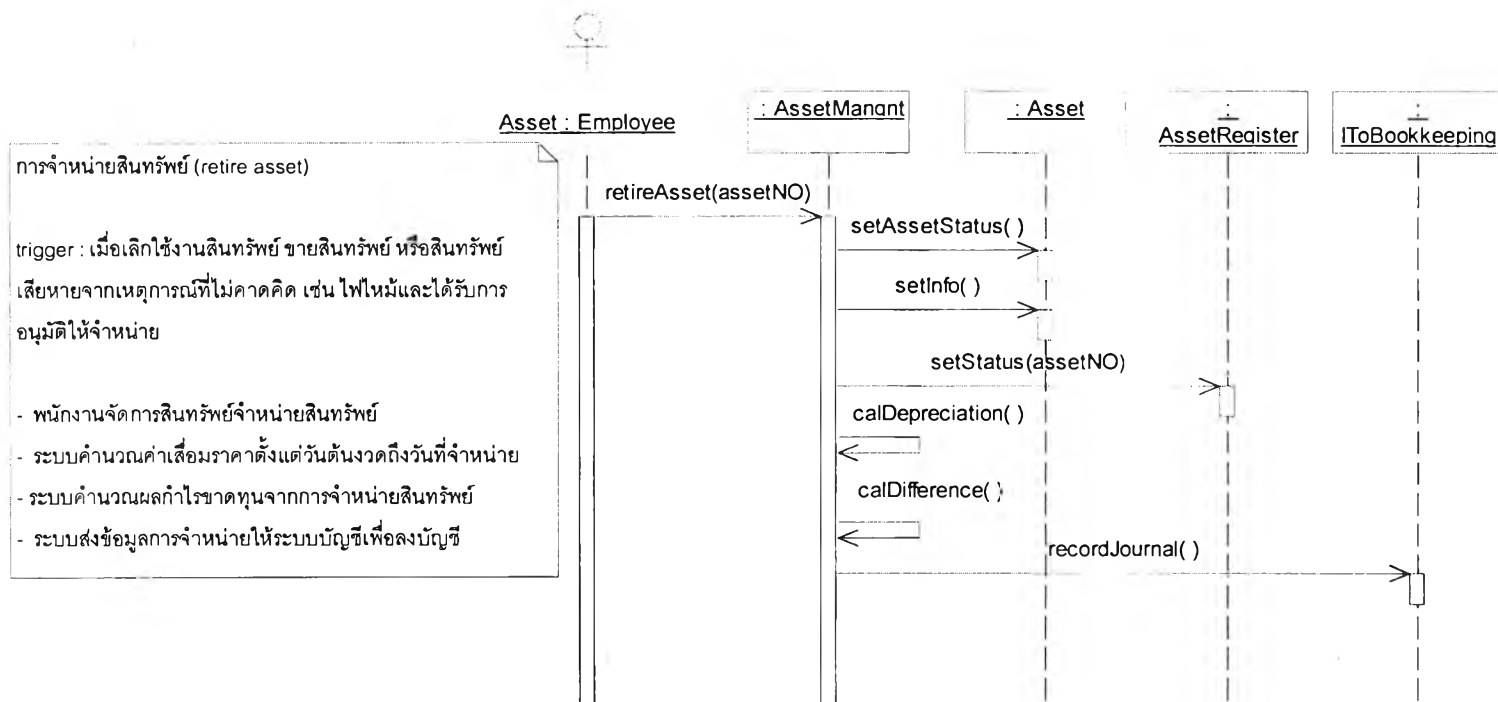 Asset : Employee
: AssetMangnt
: Asset
:
AssetRegister
:
IToBookkeeping
การจำหน่ายสินทรัพย์ (retire asset)
trigger : เมื่อเลิกใช้งานสินทรัพย์ ขายสินทรัพย์ หรือสินทรัพย์
เสียหายจากเหตุการณ์ที่ไม่คาดคิด เช่น ไฟไหม้และได้รับการ
อนุมัติให้จำหน่าย
- พนักงานจัดการสินทรัพย์จำหน่ายสินทรัพย์
- ระบบคำนวณค่าเสื่อมราคาตั้งแต่วันต้นงวดถึงวันที่จำหน่าย
- ระบบคำนวณผลกำไรขาดทุนจากการจำหน่ายสินทรัพย์
- ระบบส่งข้อมูลการจำหน่ายให้ระบบบัญชีเพื่อลงบัญชี
retireAsset(assetNO)
setAssetStatus( )
setInfo( )
setStatus(assetNO)
calDepreciation( )
calDifference( )
recordJournal( )